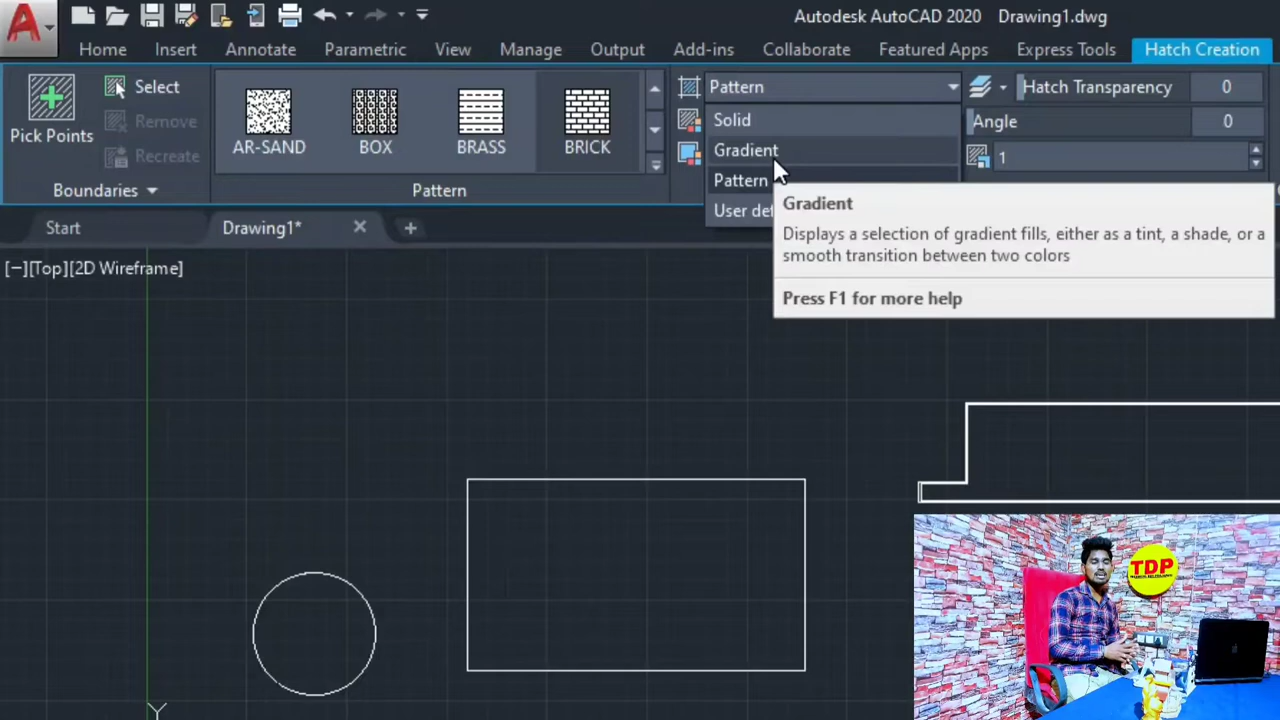 Autodesk AutoCAD 2020 Drawing1.dwg
Home Insert Annotate Parametric View Manage Output Add-ins Collaborate Featured Apps Express Tools Hatch Creation
Pick Points
Select
Remove
Recreate
Boundaries
AR-SAND
BOX
BRASS
BRICK
Pattern
Pattern
Solid
Gradient
Pattern
User def
Hatch Transparency 0
Angle 0
1
Gradient
Displays a selection of gradient fills, either as a tint, a shade, or a
smooth transition between two colors
Press F1 for more help
Start
Drawing1*
[−][Top][2D Wireframe]
Y
TDP